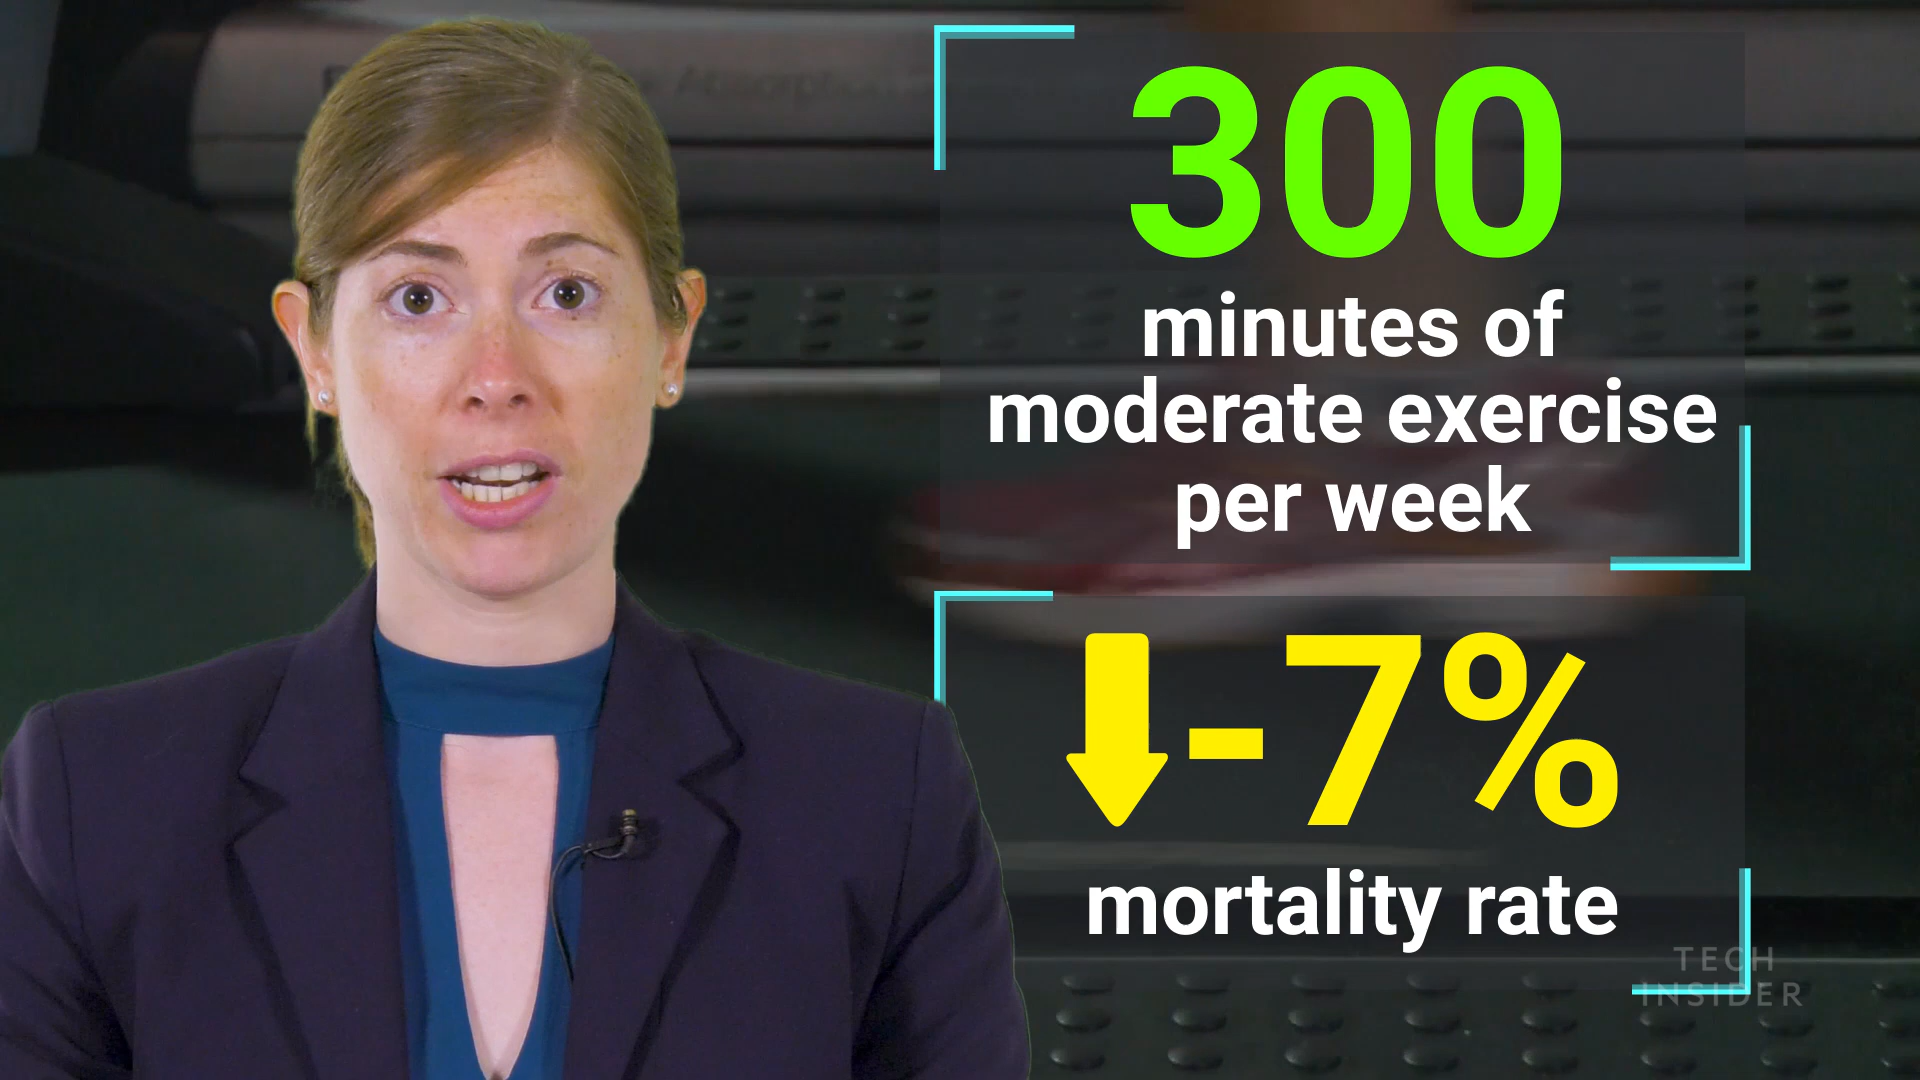 300
minutes of
moderate exercise
per week
-7%
mortality rate
TECH
INSIDER